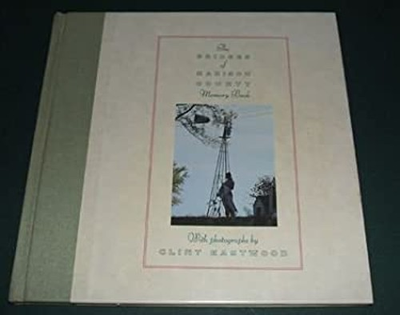 The
BRIDGES
of
MADISON
COUNTY
Memory Book
With photographs by
CLINT EASTWOOD